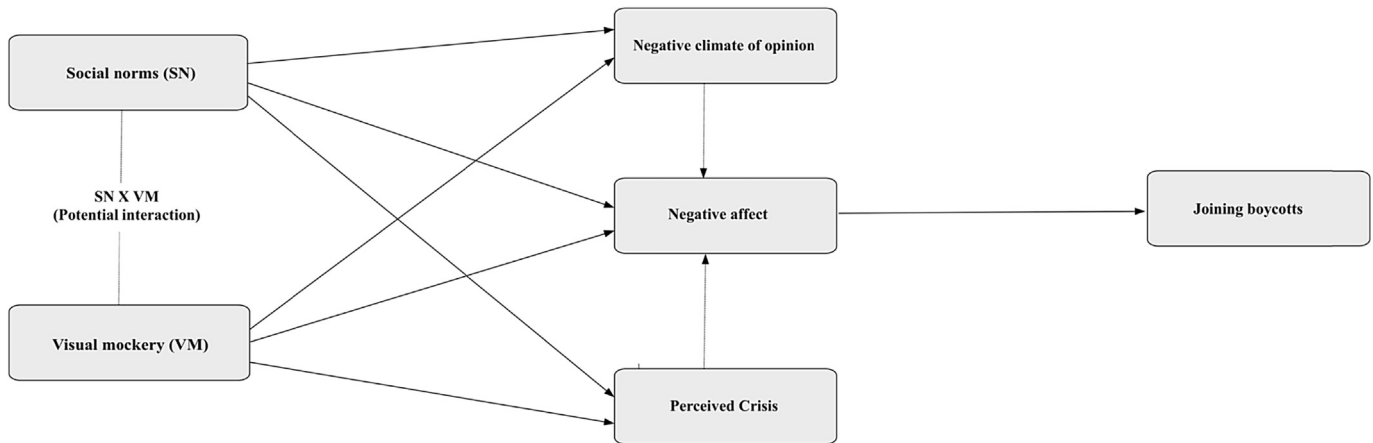 Social norms (SN)
Negative climate of opinion
SN X VM
(Potential interaction)
Negative affect
Joining boycotts
Visual mockery (VM)
Perceived Crisis